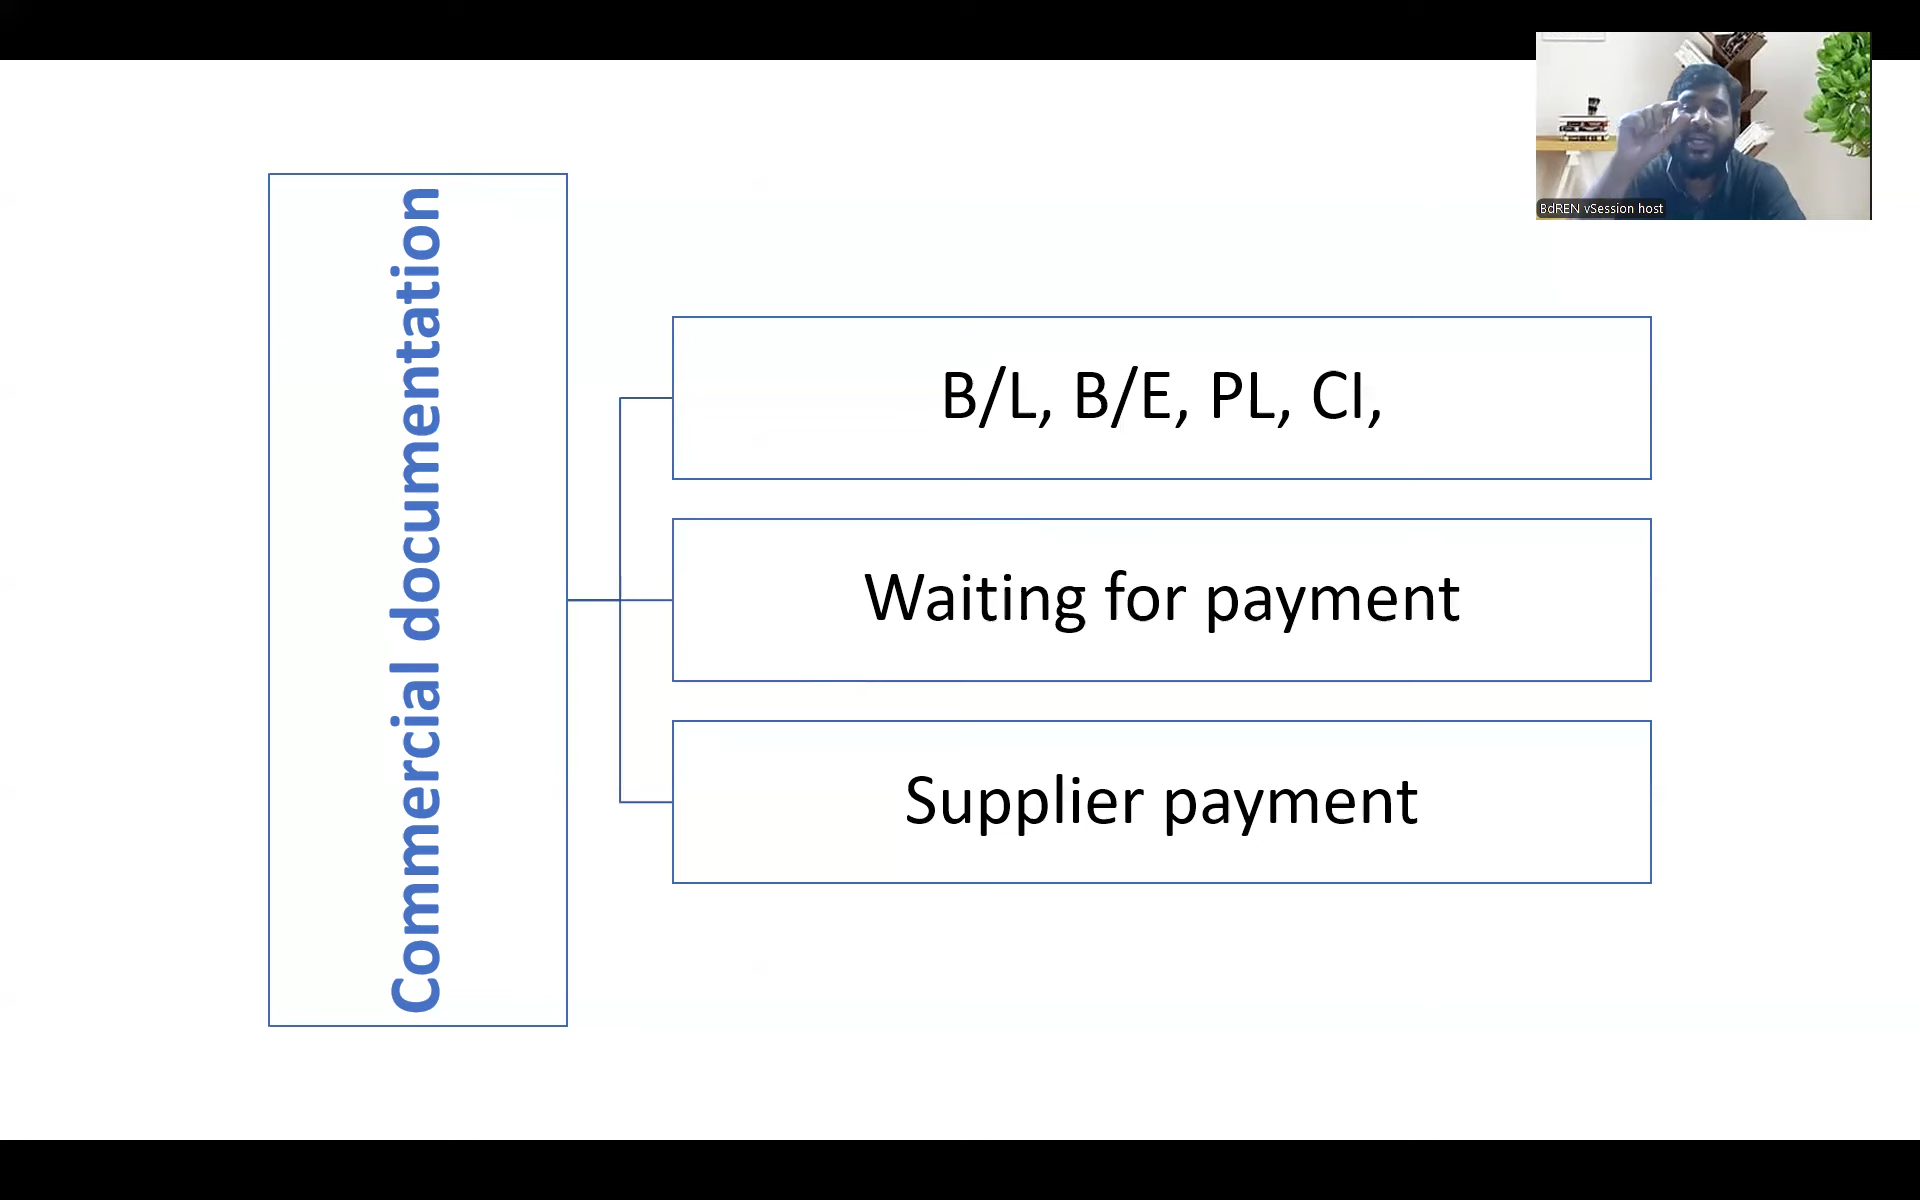 Commercial documentation
B/L, B/E, PL, CI,
Waiting for payment
Supplier payment
BdREN vSession host